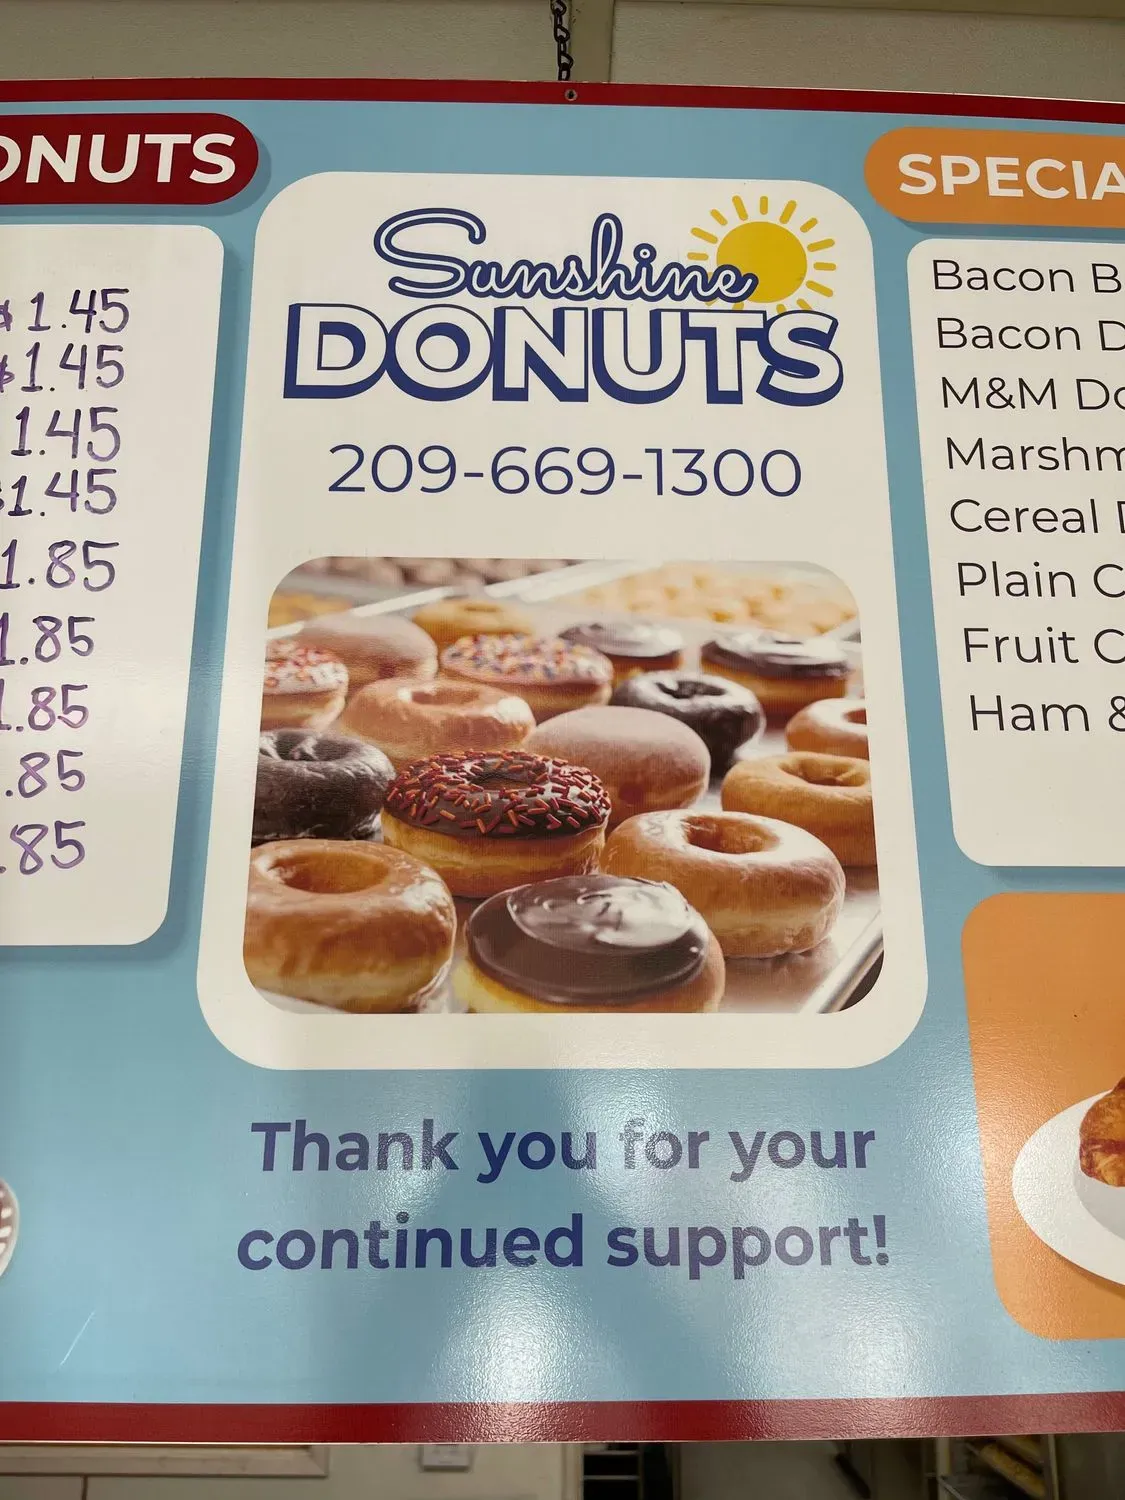 ONUTS
$1.45
$1.45
1.45
$1.45
1.85
1.85
1.85
.85
.85
Sunshine
DONUTS
209-669-1300
Thank you for your
continued support!
SPECIA
Bacon B
Bacon D
M&M Do
Marshm
Cereal D
Plain C
Fruit C
Ham &